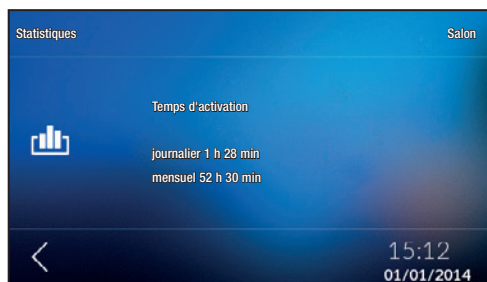 Statistiques
Salon
Temps d'activation
journalier 1 h 28 min
mensuel 52 h 30 min
15:12
01/01/2014